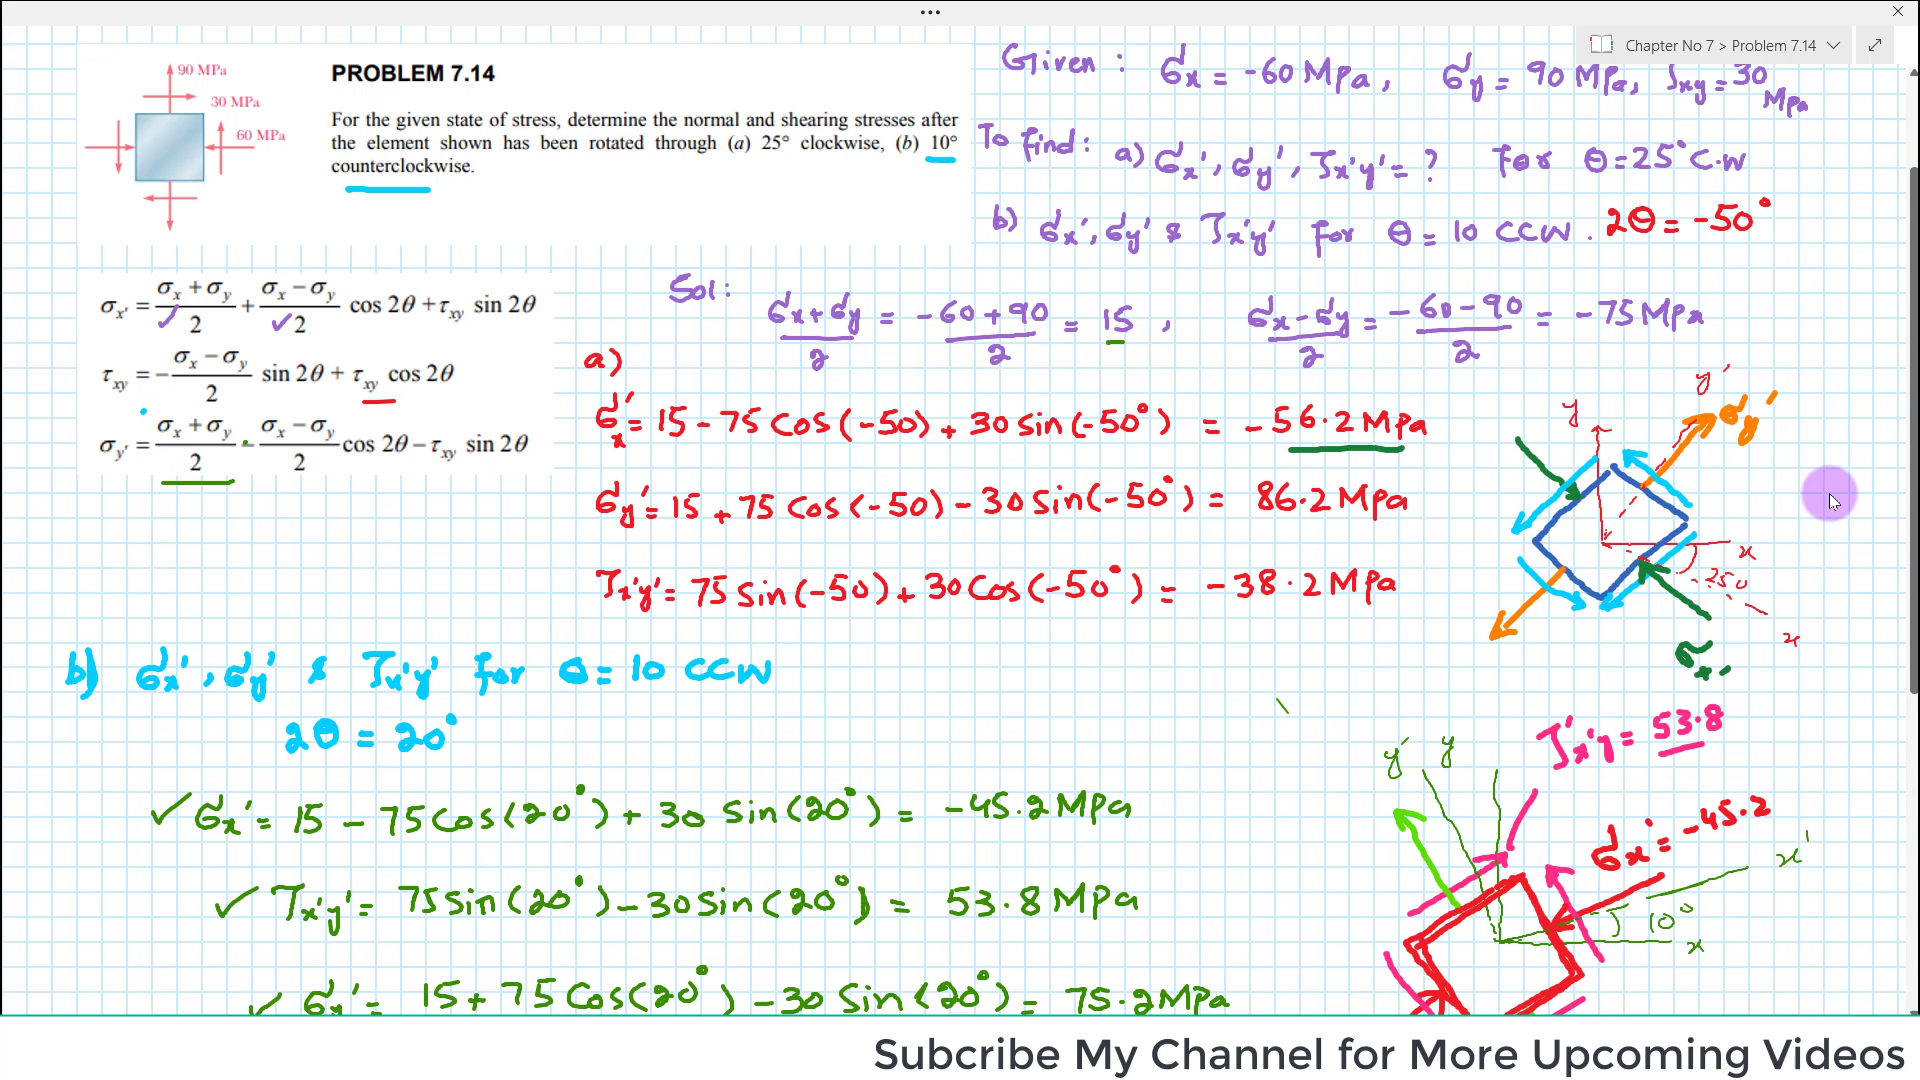 Chapter No 7 > Problem 7.14
90 MPa
30 MPa
60 MPa
PROBLEM 7.14
For the given state of stress, determine the normal and shearing stresses after
the element shown has been rotated through (a) 25° clockwise, (b) 10°
counterclockwise.
Given : σx = -60 MPa, σy = 90 MPa, τxy = 30 MPa
To find: a) σx', σy', τx'y' = ? for θ = 25° C.W
b) σx', σy' & τx'y' for θ = 10 CCW. 2θ = -50°
σx' = (σx + σy)/2 + (σx − σy)/2 cos 2θ + τxy sin 2θ
τxy = −(σx − σy)/2 sin 2θ + τxy cos 2θ
σy' = (σx + σy)/2 - (σx − σy)/2 cos 2θ − τxy sin 2θ
Sol:
(σx+σy)/2 = (-60+90)/2 = 15 , (σx-σy)/2 = (-60-90)/2 = -75 MPa
a)
σx' = 15 - 75 Cos(-50) + 30 sin(-50°) = -56.2 MPa
σy' = 15 + 75 Cos(-50) - 30 Sin(-50°) = 86.2 MPa
τx'y' = 75 Sin(-50) + 30 Cos(-50°) = -38.2 MPa
y y' σy'
x
25°
x
σx'
b) σx', σy' & τx'y' for θ = 10 CCW
2θ = 20°
✓ σx' = 15 - 75 Cos(20°) + 30 Sin(20°) = -45.2 MPa
✓ τx'y' = 75 sin(20°) - 30 Sin(20°) = 53.8 MPa
✓ σy' = 15 + 75 Cos(20°) - 30 Sin(20°) = 75.2 MPa
τx'y' = 53.8
y' y
σx' = -45.2
x'
10°
x
Subcribe My Channel for More Upcoming Videos